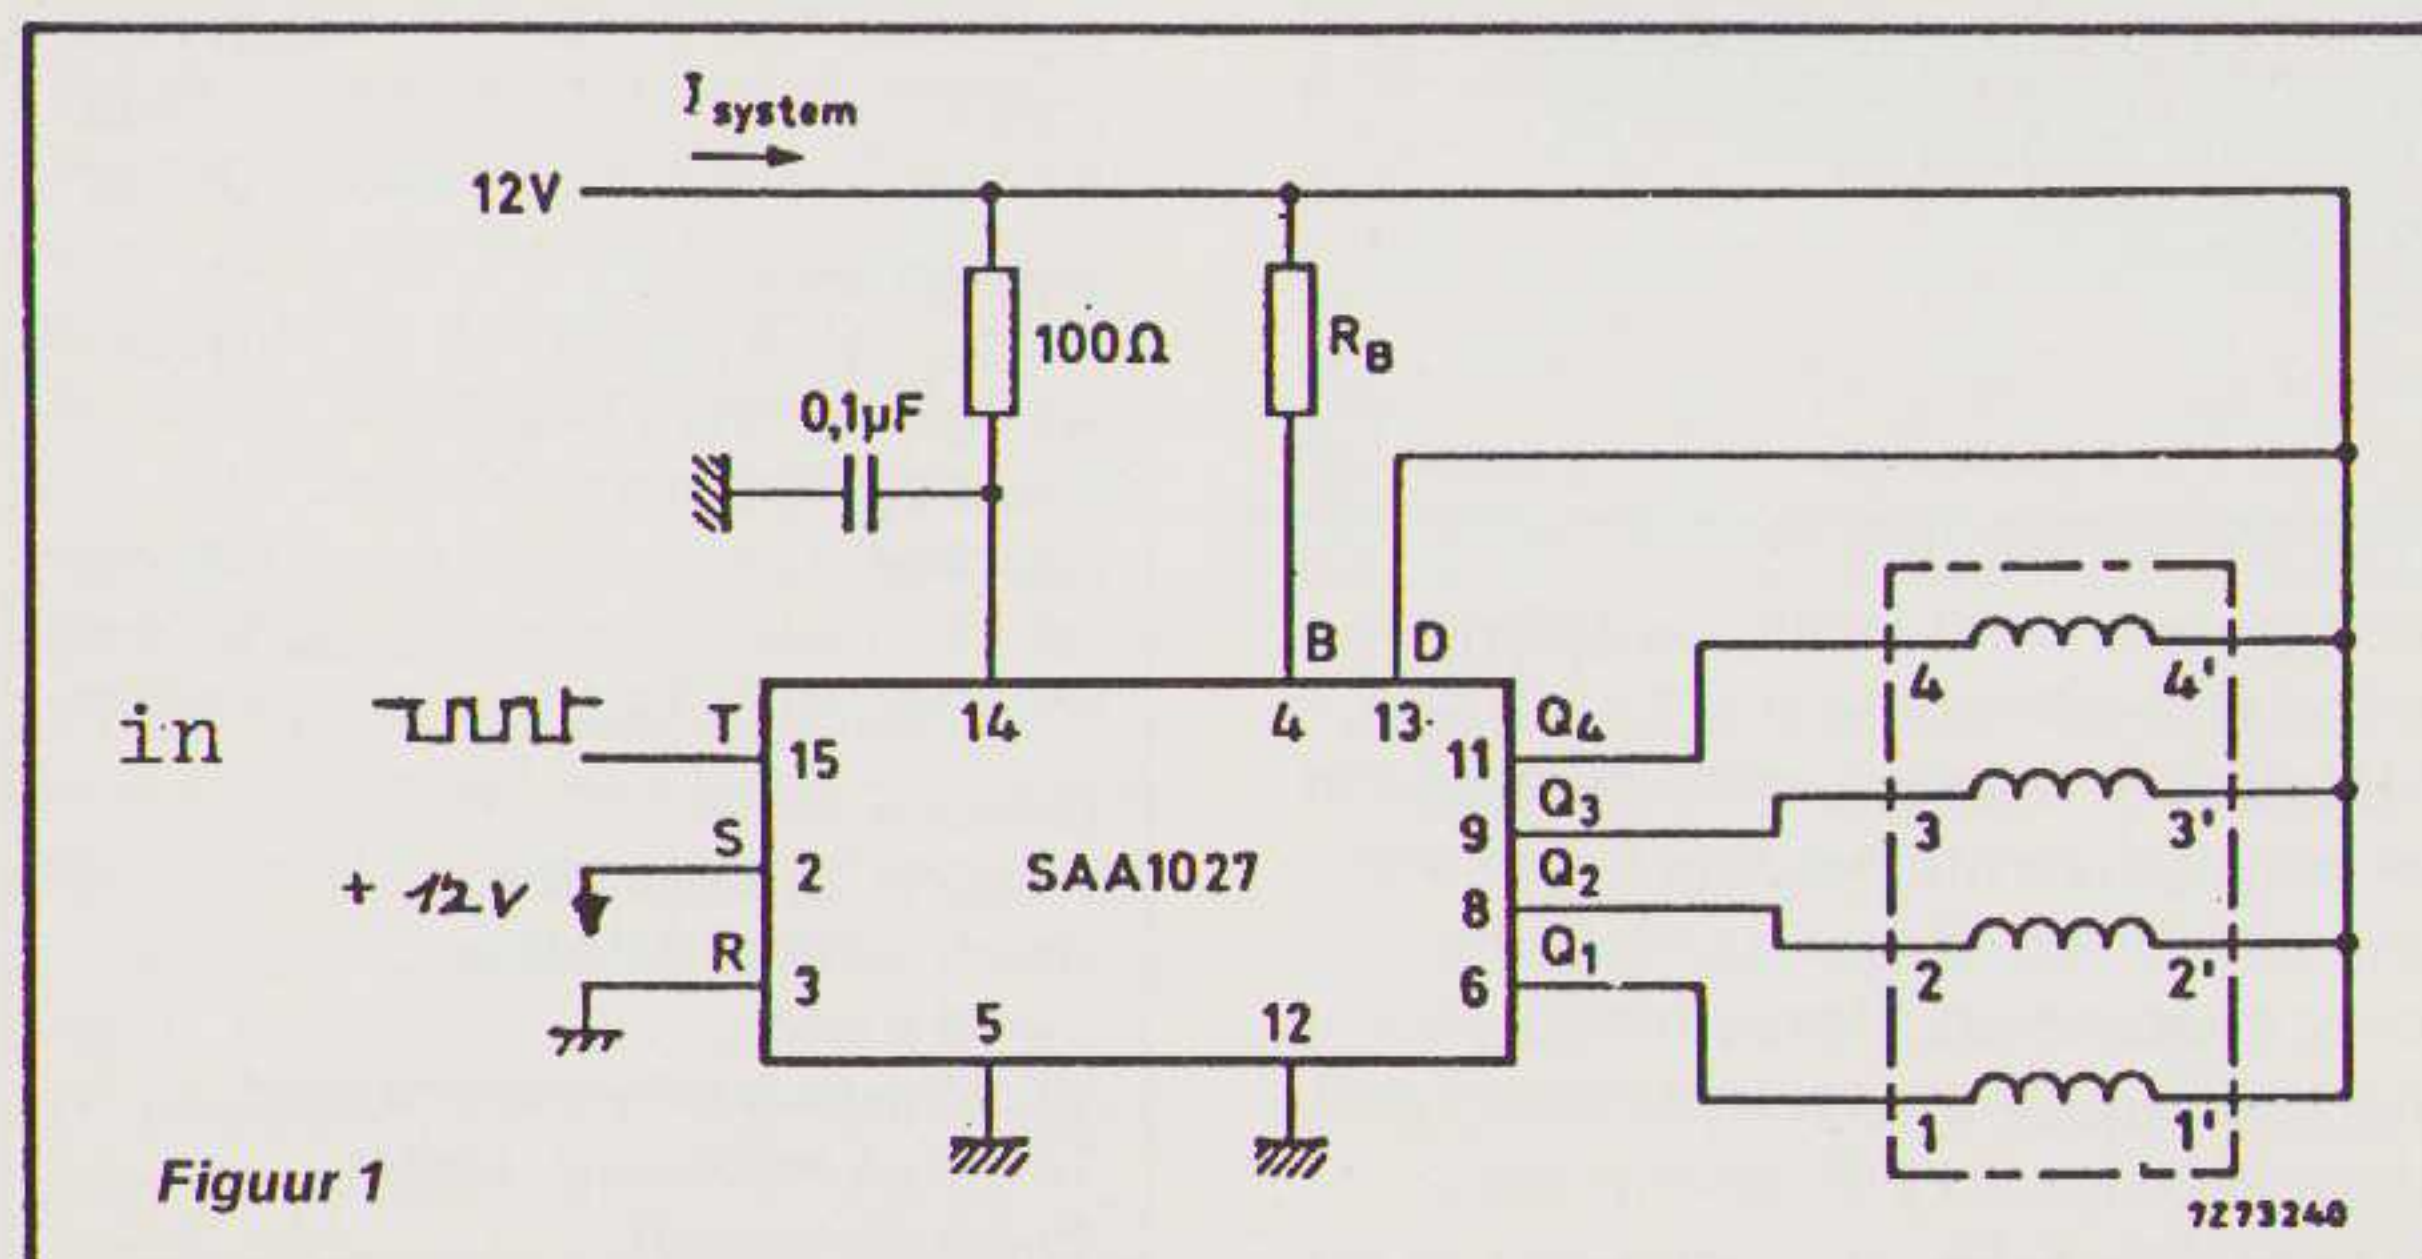 I system
12V
100Ω
R_B
0,1µF
B D
in
T
14 4 13
Q4
15
11
Q3
S
9
+ 12V
2
SAA1027
Q2
8
R
Q1
3
6
5 12
4 4'
3 3'
2 2'
1 1'
Figuur 1
7273240